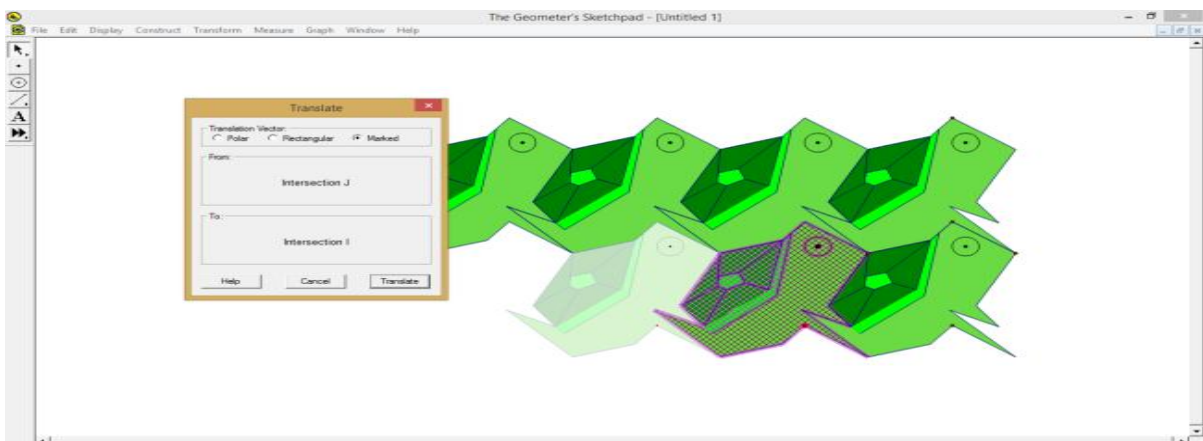 The Geometer's Sketchpad - [Untitled 1]
File Edit Display Construct Transform Measure Graph Window Help
A
Translate
Translation Vector:
Polar Rectangular Marked
From:
Intersection J
To:
Intersection I
Help Cancel Translate